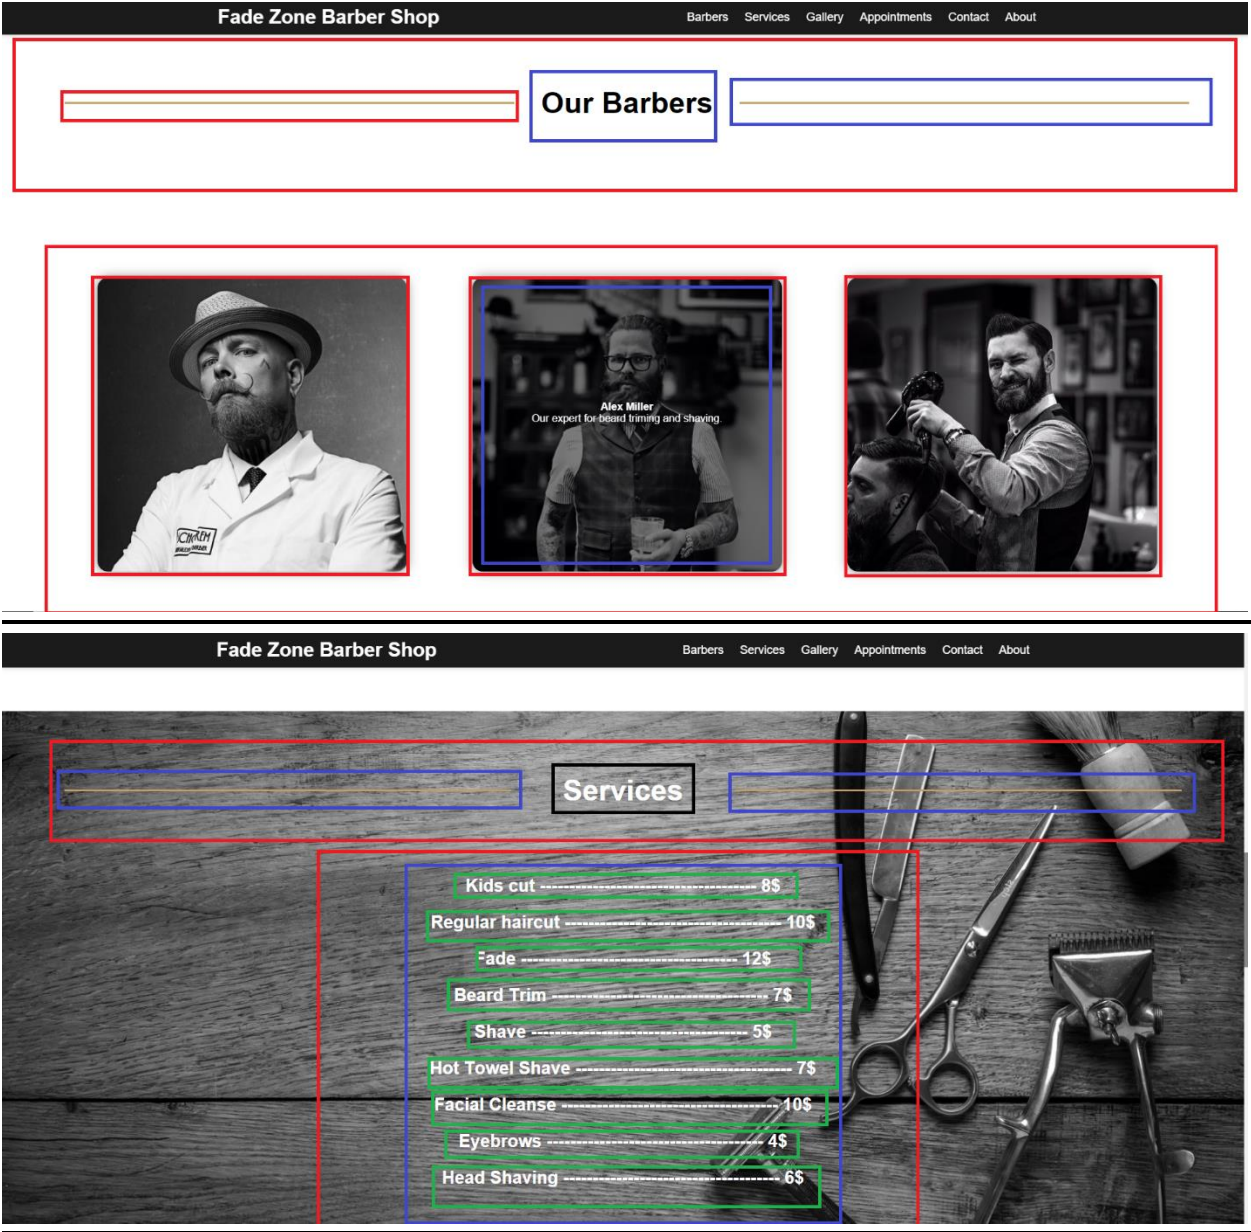 Fade Zone Barber Shop Barbers Services Gallery Appointments Contact About
Our Barbers
Alex Miller
Our expert for beard triming and shaving.
Fade Zone Barber Shop Barbers Services Gallery Appointments Contact About
Services
Kids cut ------------------------------------ 8$
Regular haircut ------------------------------------ 10$
Fade ------------------------------------ 12$
Beard Trim ------------------------------------ 7$
Shave ------------------------------------ 5$
Hot Towel Shave ------------------------------------ 7$
Facial Cleanse ------------------------------------ 10$
Eyebrows ------------------------------------ 4$
Head Shaving ------------------------------------ 6$